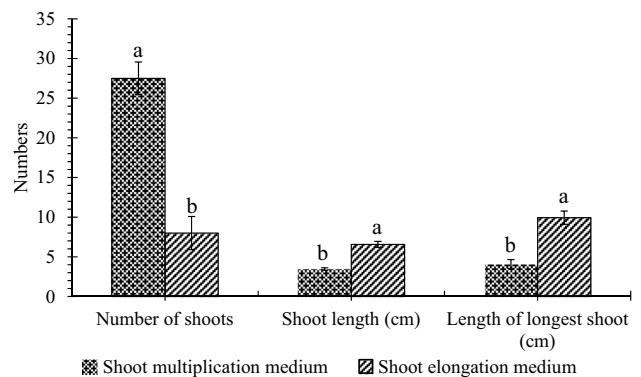 35
30
25
20
15
10
5
0
Numbers
a
b
b
a
b
a
Number of shoots
Shoot length (cm)
Length of longest shoot
(cm)
Shoot multiplication medium
Shoot elongation medium